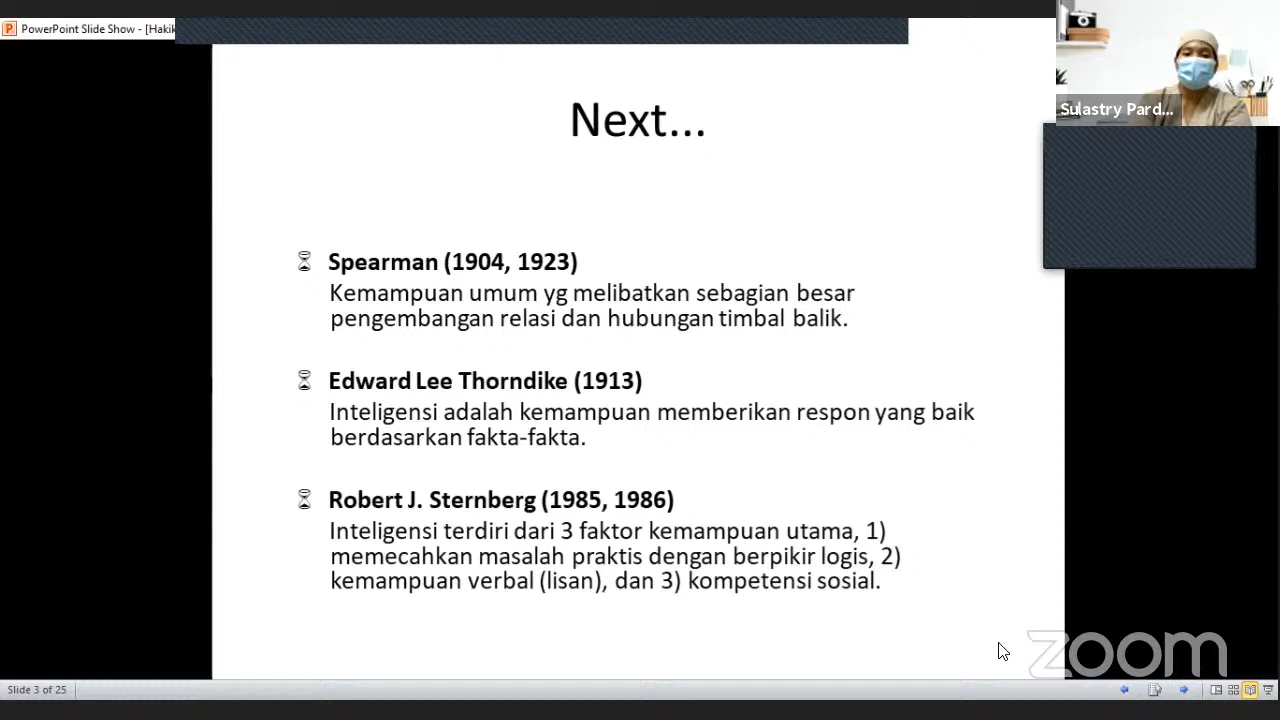 PowerPoint Slide Show - [Hakik
Sulastry Pard...
Next...
Spearman (1904, 1923)
Kemampuan umum yg melibatkan sebagian besar
pengembangan relasi dan hubungan timbal balik.
Edward Lee Thorndike (1913)
Inteligensi adalah kemampuan memberikan respon yang baik
berdasarkan fakta-fakta.
Robert J. Sternberg (1985, 1986)
Inteligensi terdiri dari 3 faktor kemampuan utama, 1)
memecahkan masalah praktis dengan berpikir logis, 2)
kemampuan verbal (lisan), dan 3) kompetensi sosial.
zoom
Slide 3 of 25